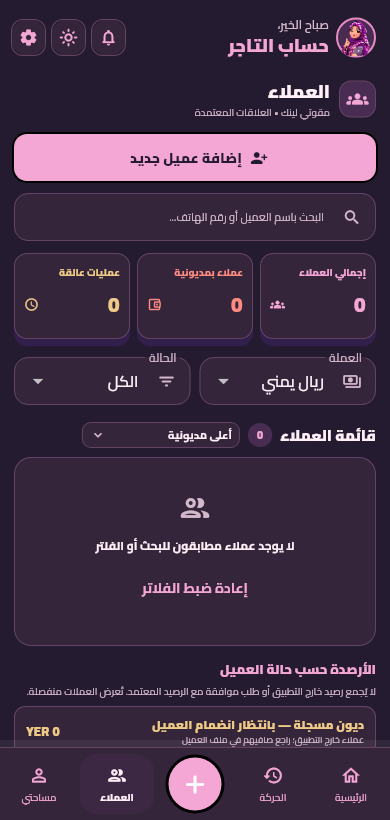 صباح الخير،
حساب التاجر
العملاء
مقوتي لينك • العلاقات المعتمدة
إضافة عميل جديد
البحث باسم العميل أو رقم الهاتف...
إجمالي العملاء
0
عملاء بمديونية
0
عمليات عالقة
0
العملة
ريال يمني
الحالة
الكل
قائمة العملاء
0
أعلى مديونية
لا يوجد عملاء مطابقون للبحث أو الفلتر
إعادة ضبط الفلاتر
الأرصدة حسب حالة العميل
لا يُجمع رصيد خارج التطبيق أو طلب موافقة مع الرصيد المعتمد. تُعرض العملات منفصلة.
ديون مسجلة — بانتظار انضمام العميل
YER 0
عملاء خارج التطبيق؛ راجع صافيهم في ملف العميل
الرئيسية
الحركة
العملاء
مساحتي